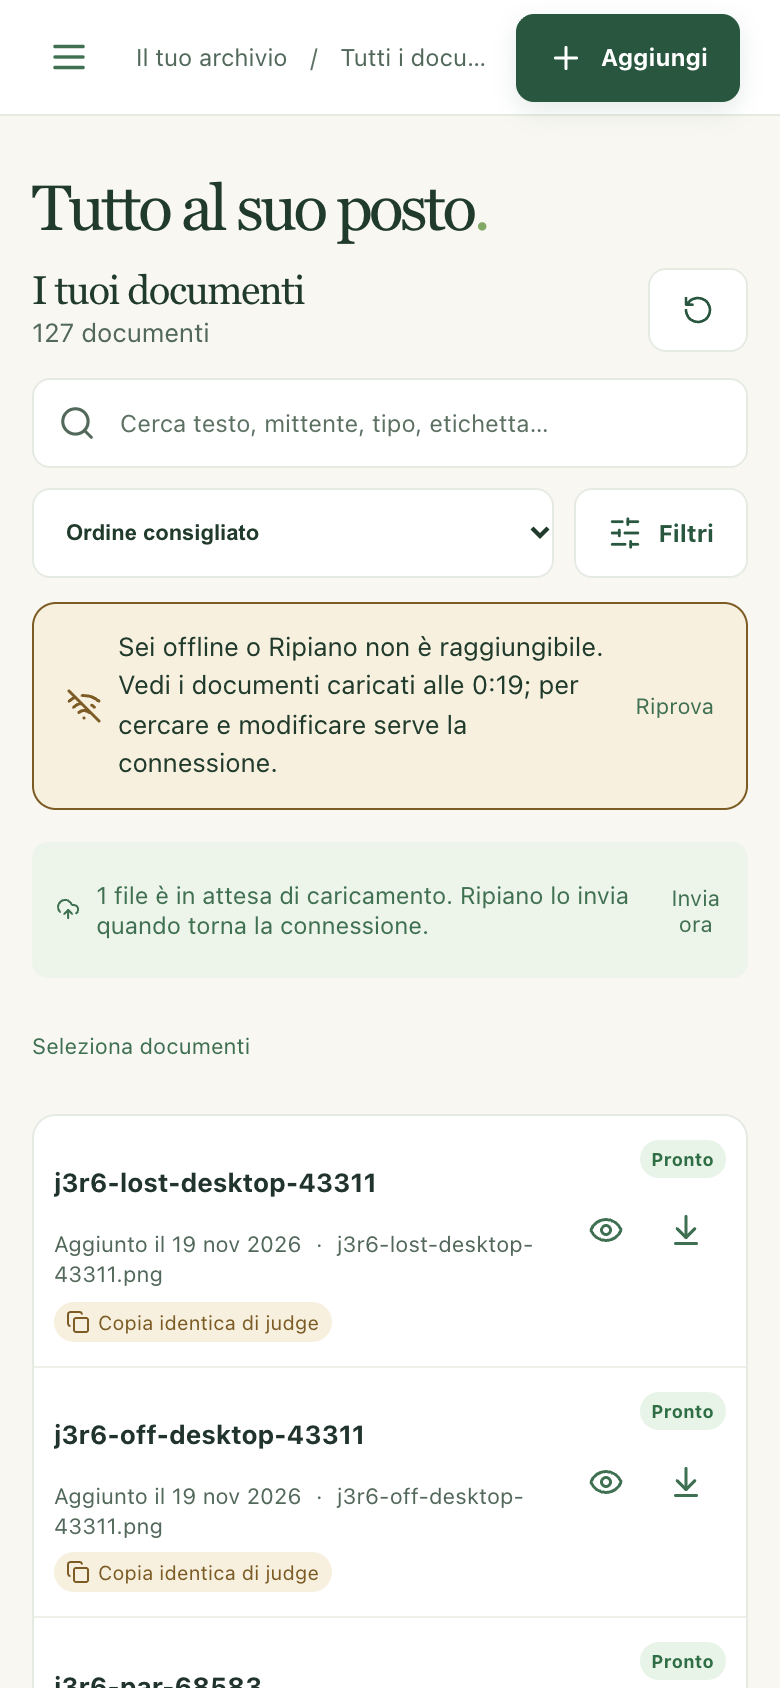 Il tuo archivio / Tutti i docu...
Aggiungi
Tutto al suo posto.
I tuoi documenti
127 documenti
Cerca testo, mittente, tipo, etichetta...
Ordine consigliato
Filtri
Sei offline o Ripiano non è raggiungibile.
Vedi i documenti caricati alle 0:19; per
cercare e modificare serve la
connessione.
Riprova
1 file è in attesa di caricamento. Ripiano lo invia
quando torna la connessione.
Invia
ora
Seleziona documenti
Pronto
j3r6-lost-desktop-43311
Aggiunto il 19 nov 2026 · j3r6-lost-desktop-
43311.png
Copia identica di judge
Pronto
j3r6-off-desktop-43311
Aggiunto il 19 nov 2026 · j3r6-off-desktop-
43311.png
Copia identica di judge
Pronto
j3r6-par-68583